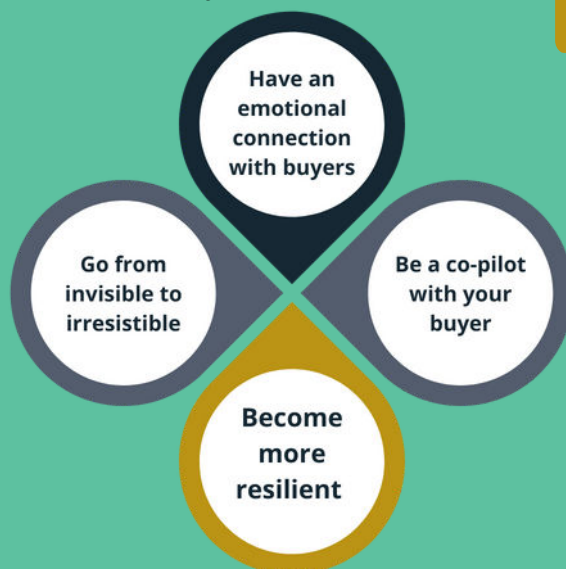 Have an
emotional
connection
with buyers
Go from
invisible to
irresistible
Be a co-pilot
with your
buyer
Become
more
resilient